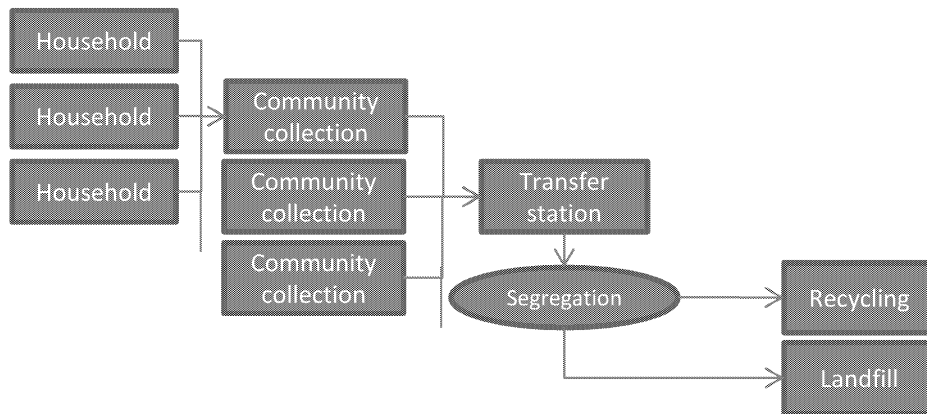 Household
Household
Household
Community
collection
Community
collection
Community
collection
Transfer
station
Segregation
Recycling
Landfill